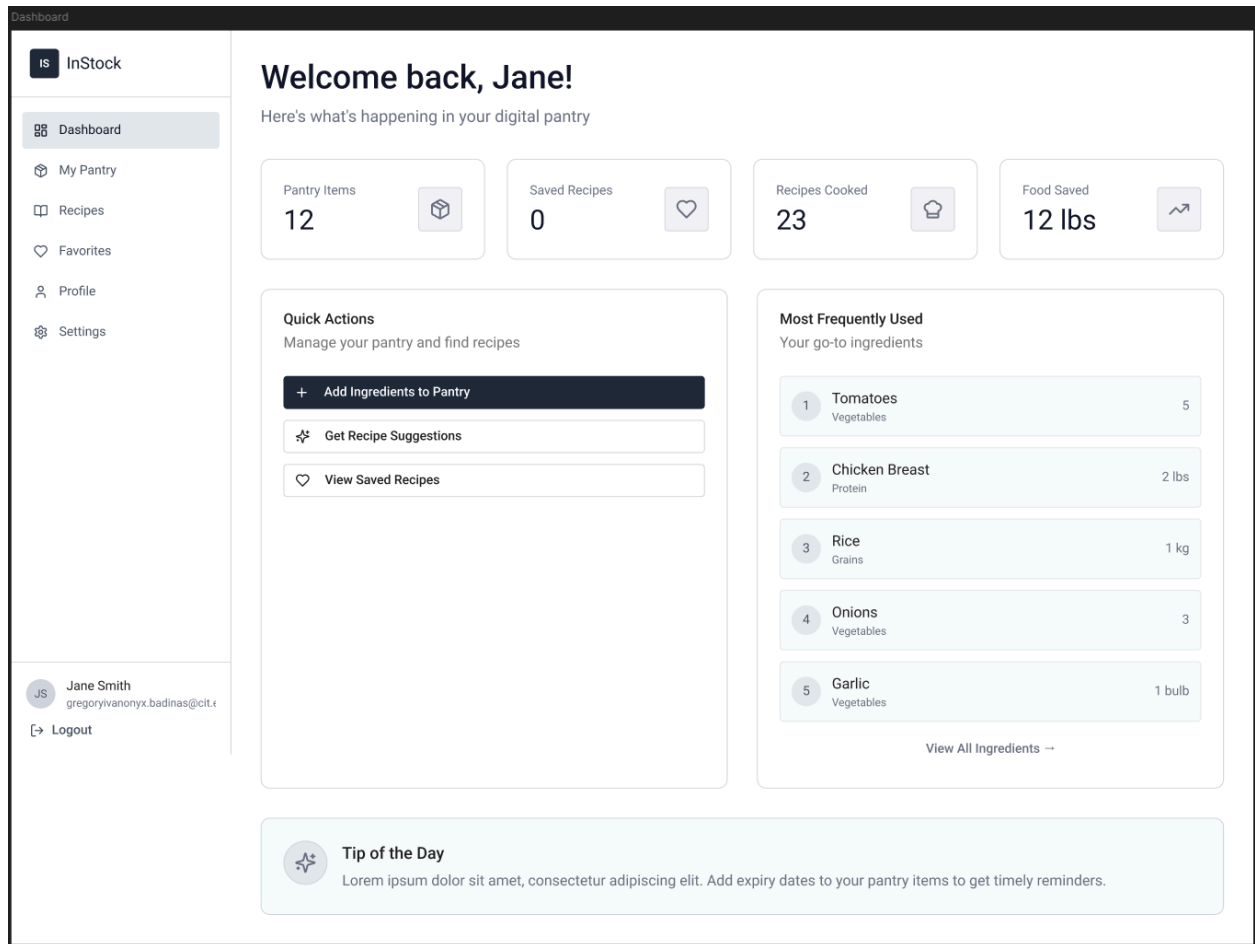 Dashboard
IS InStock
Dashboard
My Pantry
Recipes
Favorites
Profile
Settings
JS
Jane Smith
gregoryivanonyx.badinas@cit.e
Logout
Welcome back, Jane!
Here's what's happening in your digital pantry
Pantry Items
12
Saved Recipes
0
Recipes Cooked
23
Food Saved
12 lbs
Quick Actions
Manage your pantry and find recipes
+ Add Ingredients to Pantry
Get Recipe Suggestions
View Saved Recipes
Most Frequently Used
Your go-to ingredients
1 Tomatoes 5
Vegetables
2 Chicken Breast 2 lbs
Protein
3 Rice 1 kg
Grains
4 Onions 3
Vegetables
5 Garlic 1 bulb
Vegetables
View All Ingredients →
Tip of the Day
Lorem ipsum dolor sit amet, consectetur adipiscing elit. Add expiry dates to your pantry items to get timely reminders.